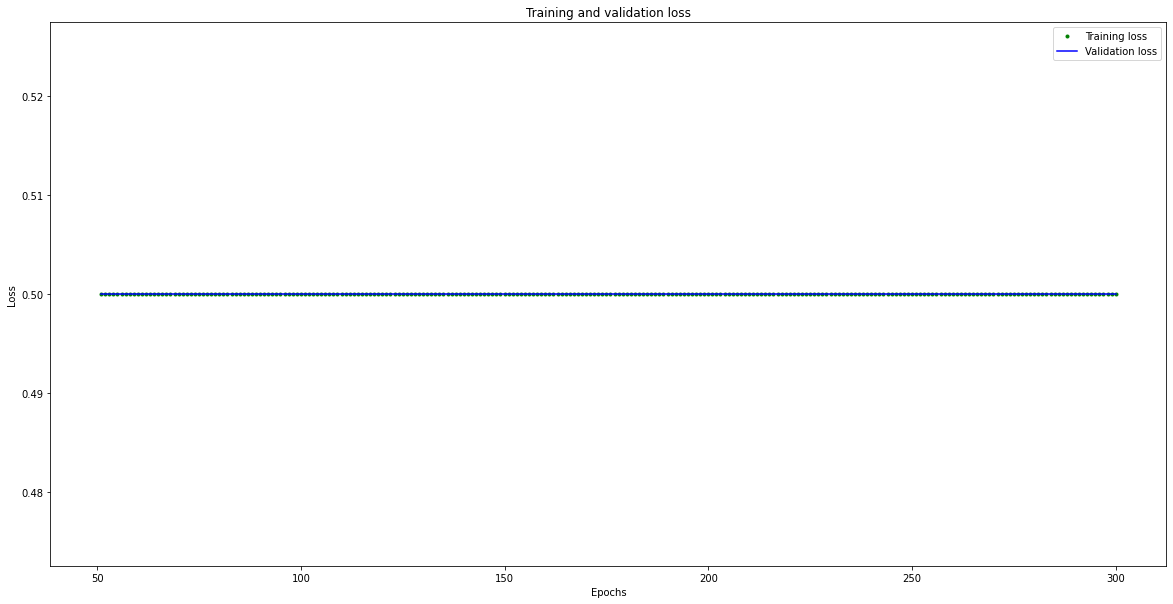 Training and validation loss
Training loss
Validation loss
0.52
0.51
0.50
0.49
0.48
Loss
50 100 150 200 250 300
Epochs